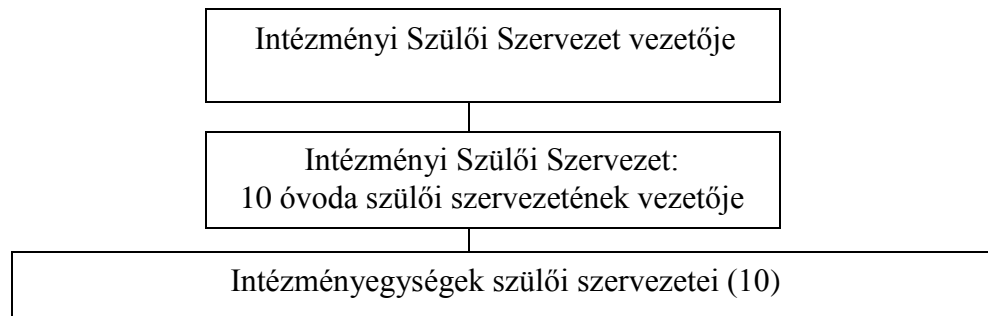 Intézményi Szülői Szervezet vezetője
Intézményi Szülői Szervezet:
10 óvoda szülői szervezetének vezetője
Intézményegységek szülői szervezetei (10)